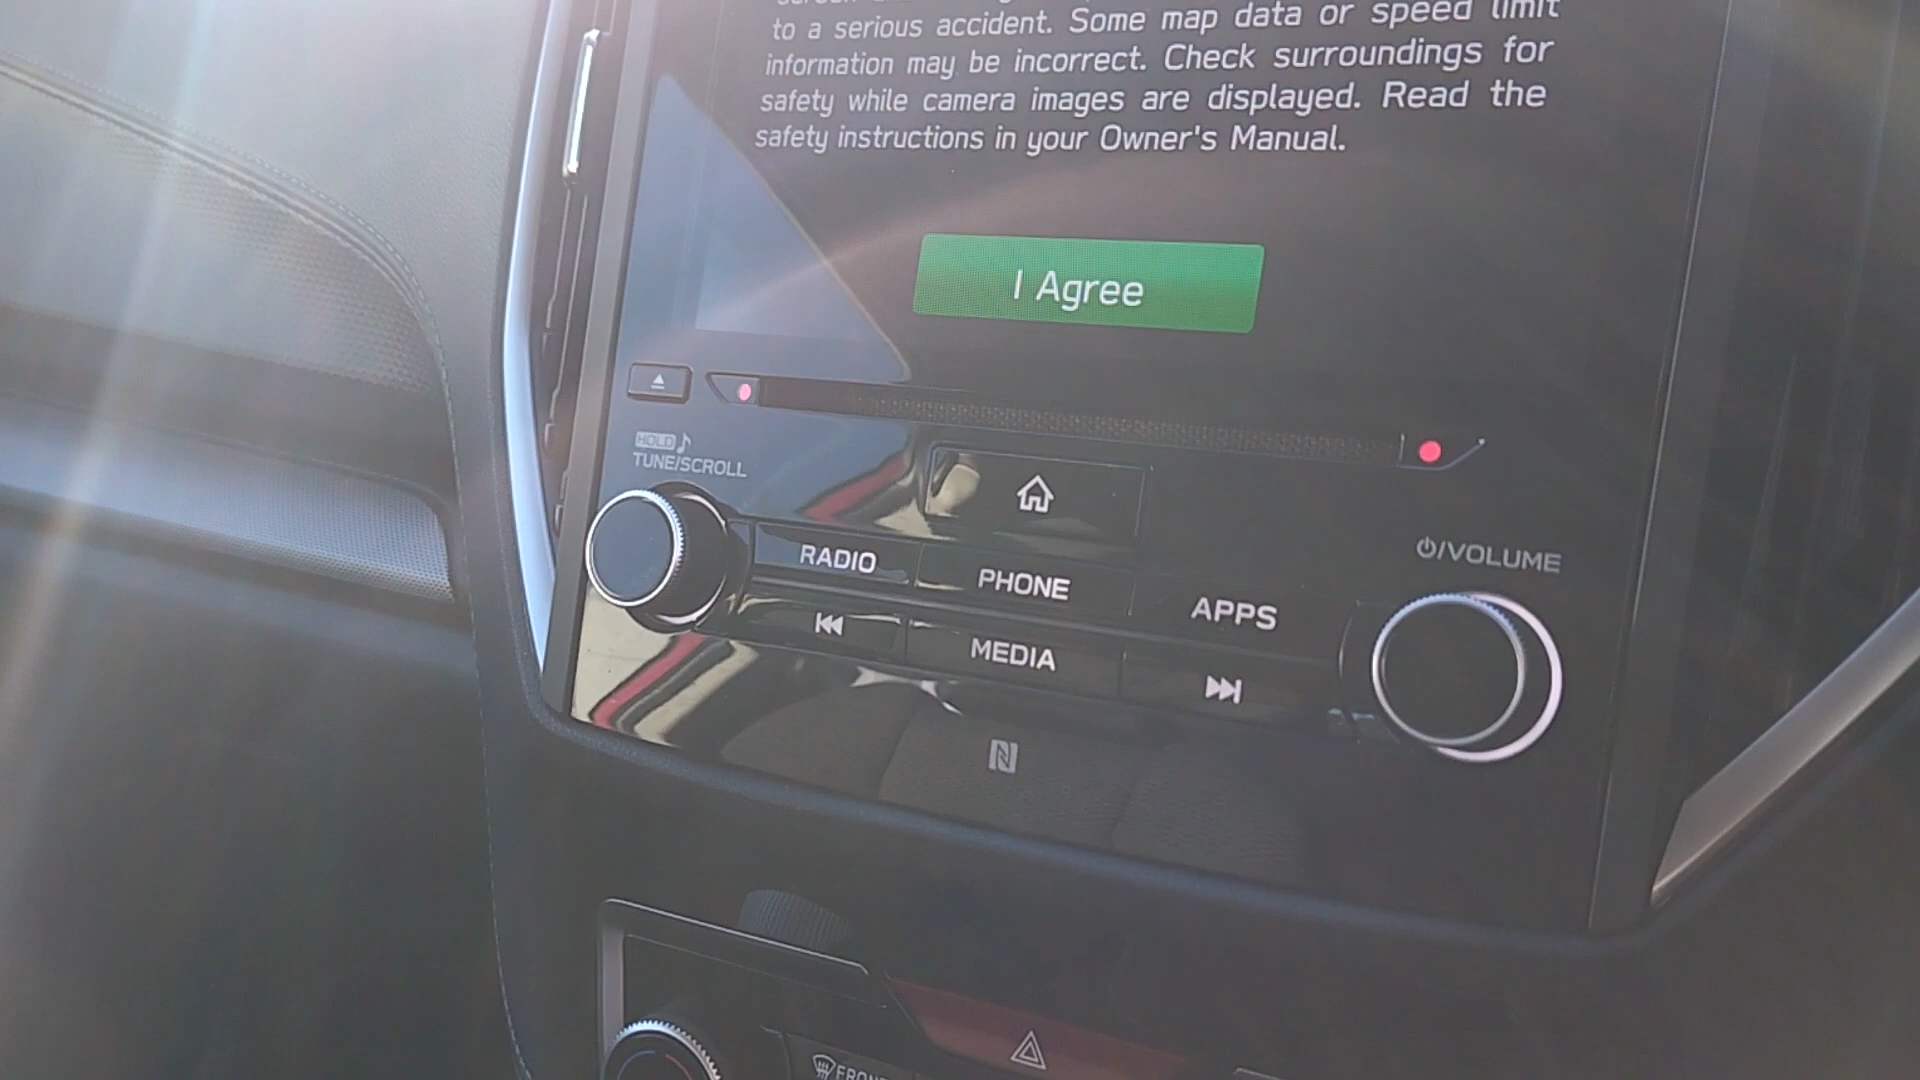 to a serious accident. Some map data or speed limit
information may be incorrect. Check surroundings for
safety while camera images are displayed. Read the
safety instructions in your Owner's Manual.
I Agree
HOLD
TUNE/SCROLL
RADIO
PHONE
APPS
/VOLUME
MEDIA